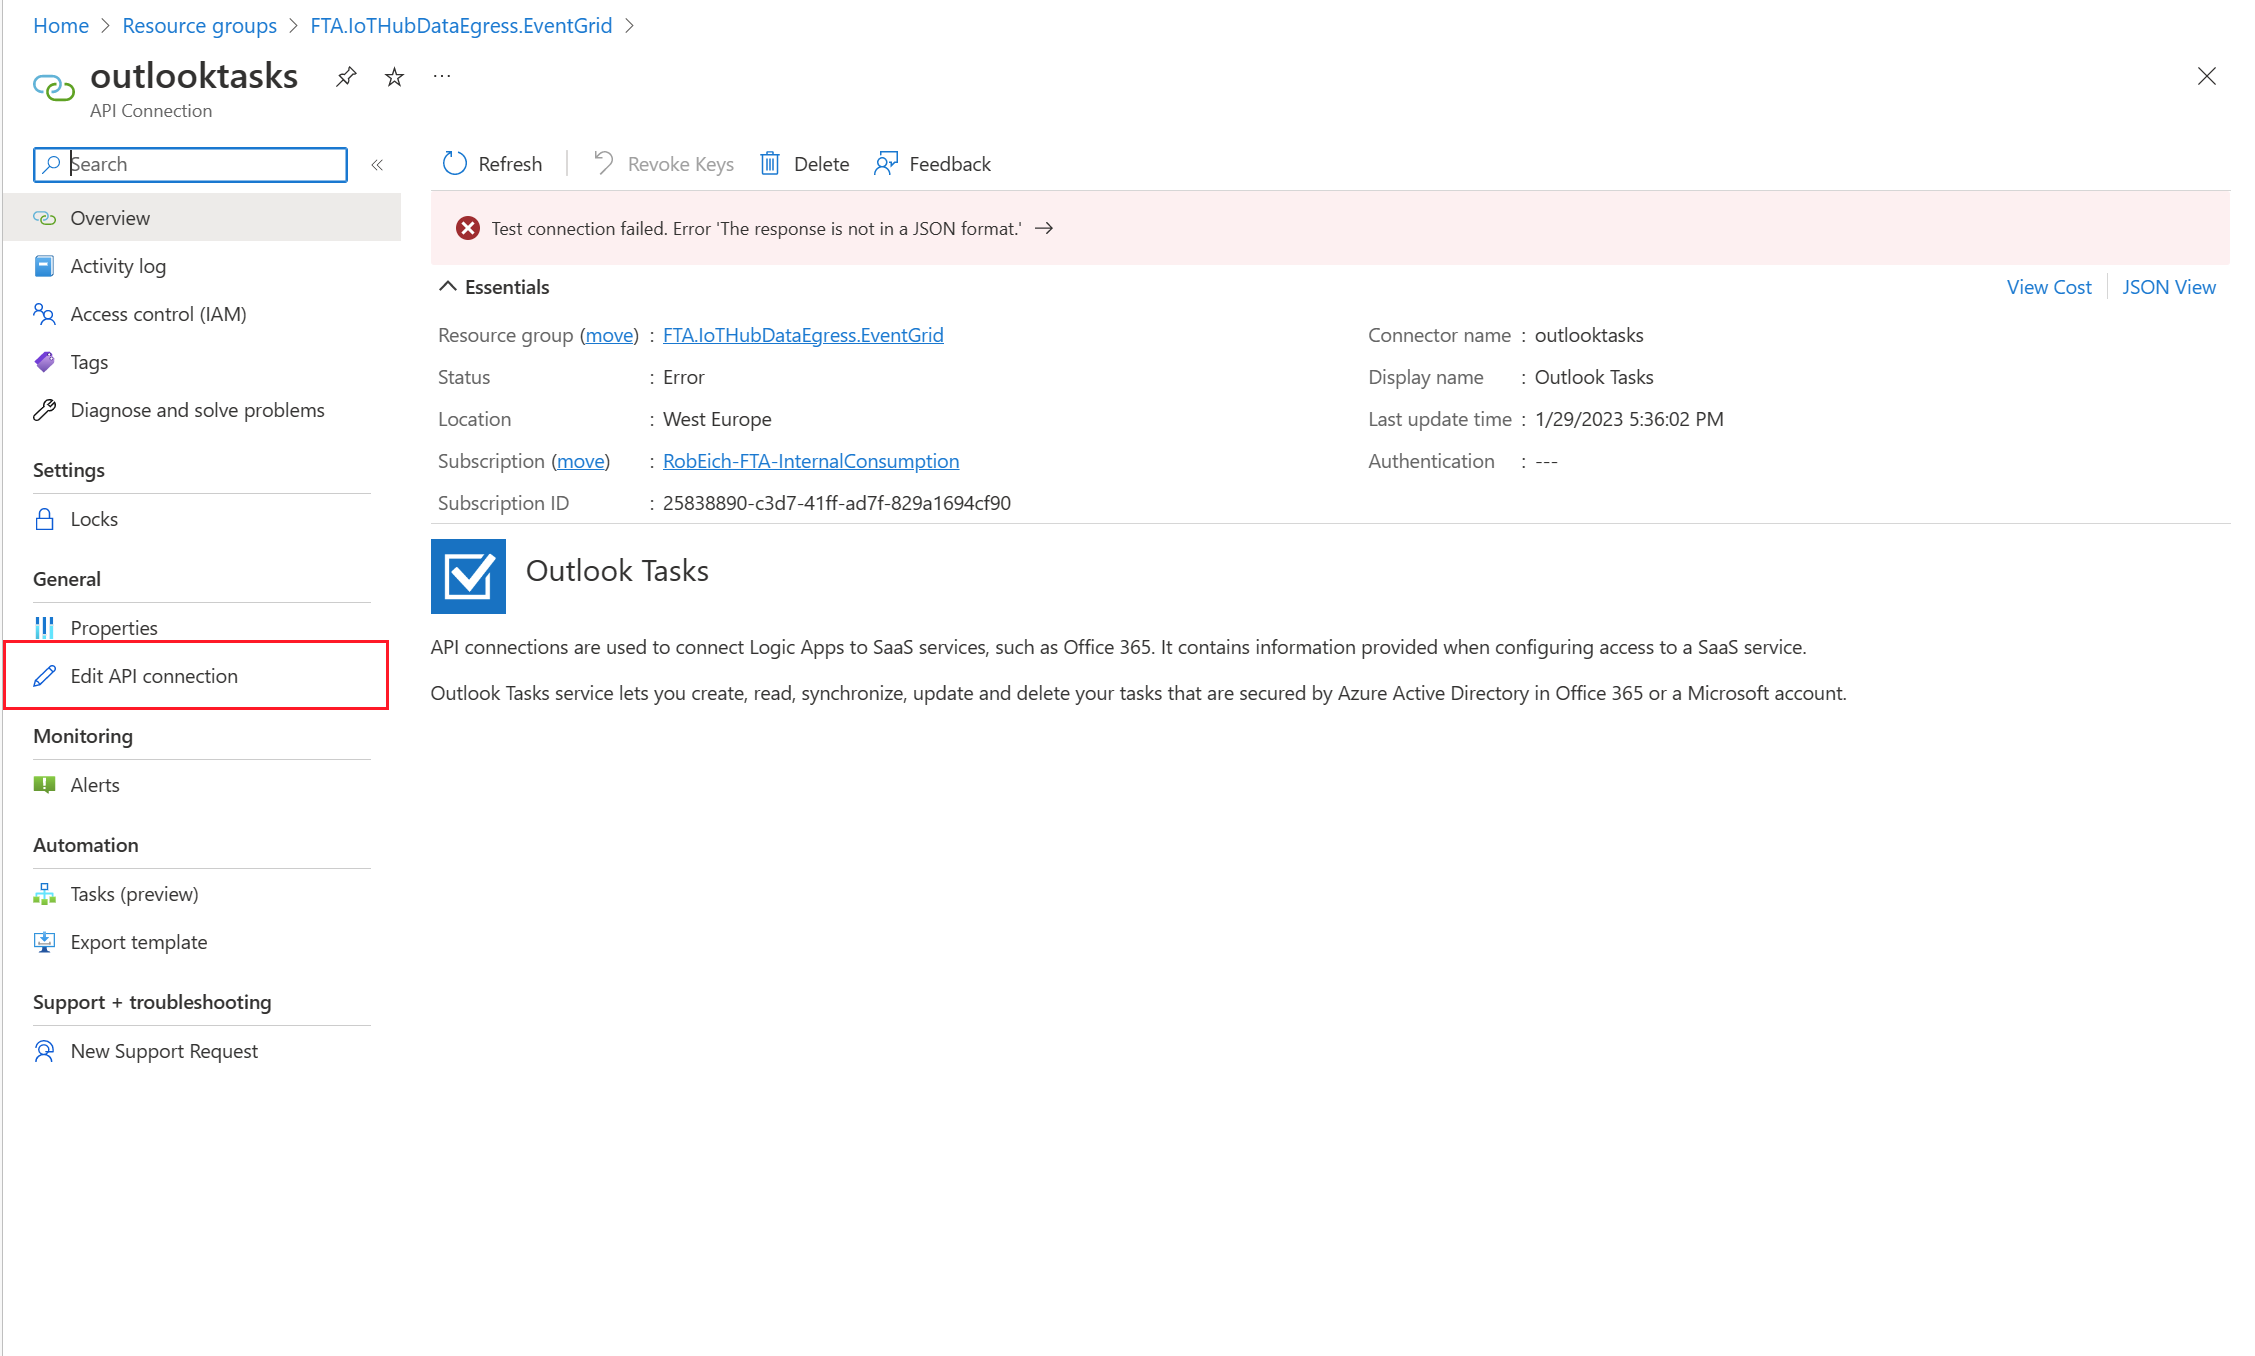 Home > Resource groups > FTA.IoTHubDataEgress.EventGrid >
outlooktasks ...
API Connection
Search «
Refresh Revoke Keys Delete Feedback
Test connection failed. Error 'The response is not in a JSON format.' →
Overview
Activity log
Access control (IAM)
Tags
Diagnose and solve problems
Settings
Locks
General
Properties
Edit API connection
Monitoring
Alerts
Automation
Tasks (preview)
Export template
Support + troubleshooting
New Support Request
Essentials
View Cost JSON View
Resource group (move) : FTA.IoTHubDataEgress.EventGrid
Status : Error
Location : West Europe
Subscription (move) : RobEich-FTA-InternalConsumption
Subscription ID : 25838890-c3d7-41ff-ad7f-829a1694cf90
Connector name : outlooktasks
Display name : Outlook Tasks
Last update time : 1/29/2023 5:36:02 PM
Authentication : ---
Outlook Tasks
API connections are used to connect Logic Apps to SaaS services, such as Office 365. It contains information provided when configuring access to a SaaS service.
Outlook Tasks service lets you create, read, synchronize, update and delete your tasks that are secured by Azure Active Directory in Office 365 or a Microsoft account.